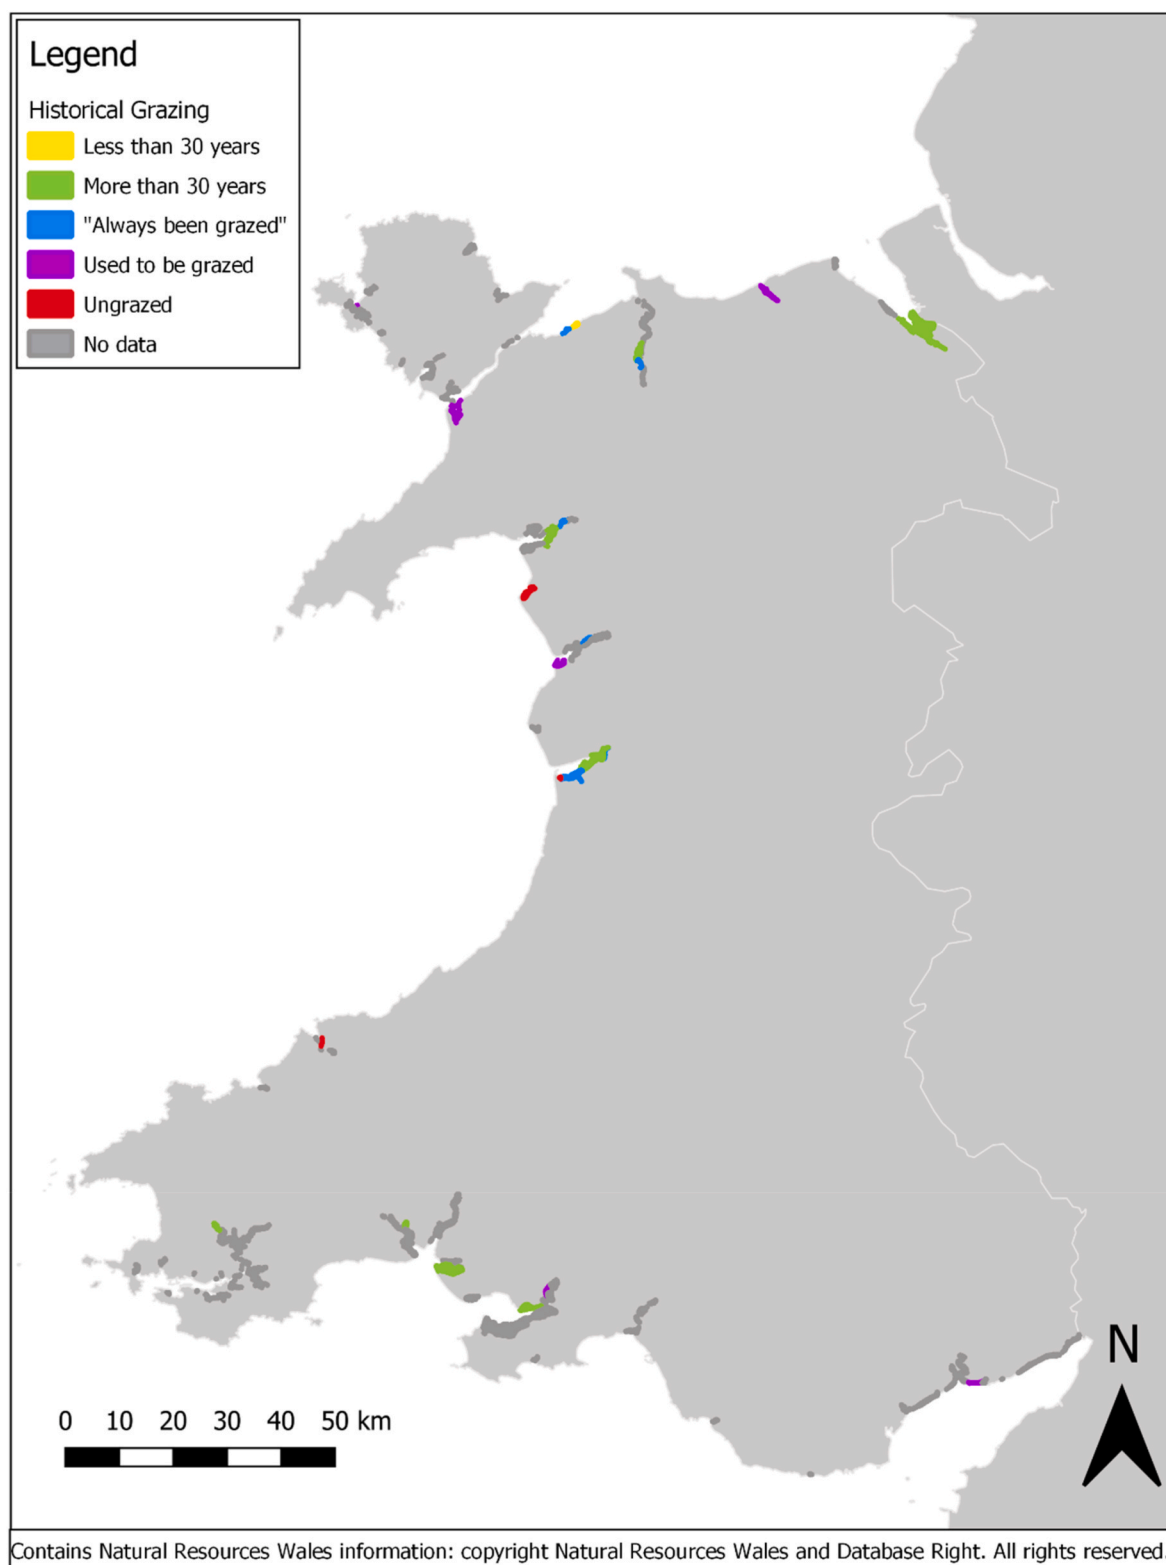 Legend
Historical Grazing
Less than 30 years
More than 30 years
"Always been grazed"
Used to be grazed
Ungrazed
No data
N
0 10 20 30 40 50 km
Contains Natural Resources Wales information: copyright Natural Resources Wales and Database Right. All rights reserved